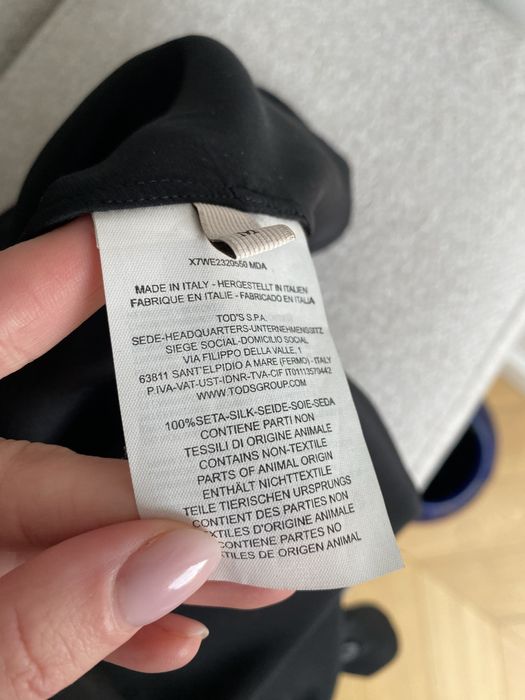 X7WE2320550 MDA
MADE IN ITALY - HERGESTELLT IN ITALIEN
FABRIQUE EN ITALIE - FABRICADO EN ITALIA
TOD'S S.P.A.
SEDE-HEADQUARTERS-UNTERNEHMENSSITZ
SIEGE SOCIAL-DOMICILIO SOCIAL
VIA FILIPPO DELLA VALLE, 1
63811 SANT'ELPIDIO A MARE (FERMO) - ITALY
P.IVA-VAT-UST-IDNR-TVA-CIF IT01113570442
WWW.TODSGROUP.COM
100%SETA-SILK-SEIDE-SOIE-SEDA
CONTIENE PARTI NON
TESSILI DI ORIGINE ANIMALE
CONTAINS NON-TEXTILE
PARTS OF ANIMAL ORIGIN
ENTHÄLT NICHTTEXTILE
TEILE TIERISCHEN URSPRUNGS
CONTIENT DES PARTIES NON
XTILES D'ORIGINE ANIMALE
CONTIENE PARTES NO
TILES DE ORIGEN ANIMAL